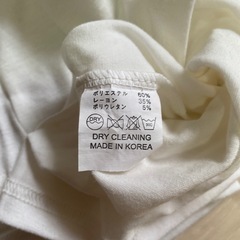 ポリエステル 60%
レーヨン 35%
ポリウレタン 5%
DRY
DRY CLEANING
MADE IN KOREA